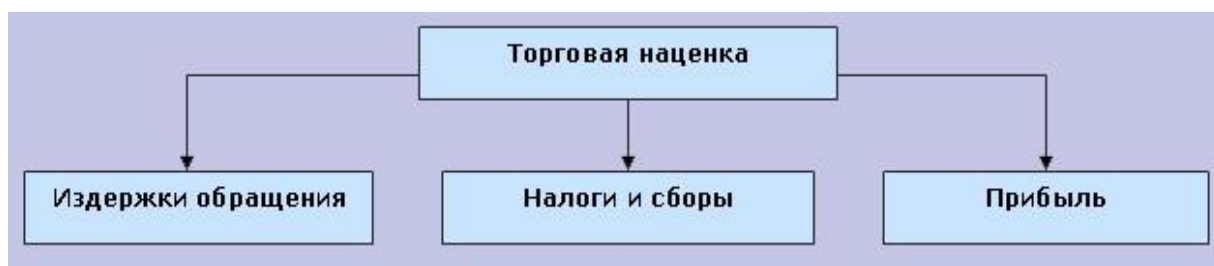 Торговая наценка
Издержки обращения
Налоги и сборы
Прибыль